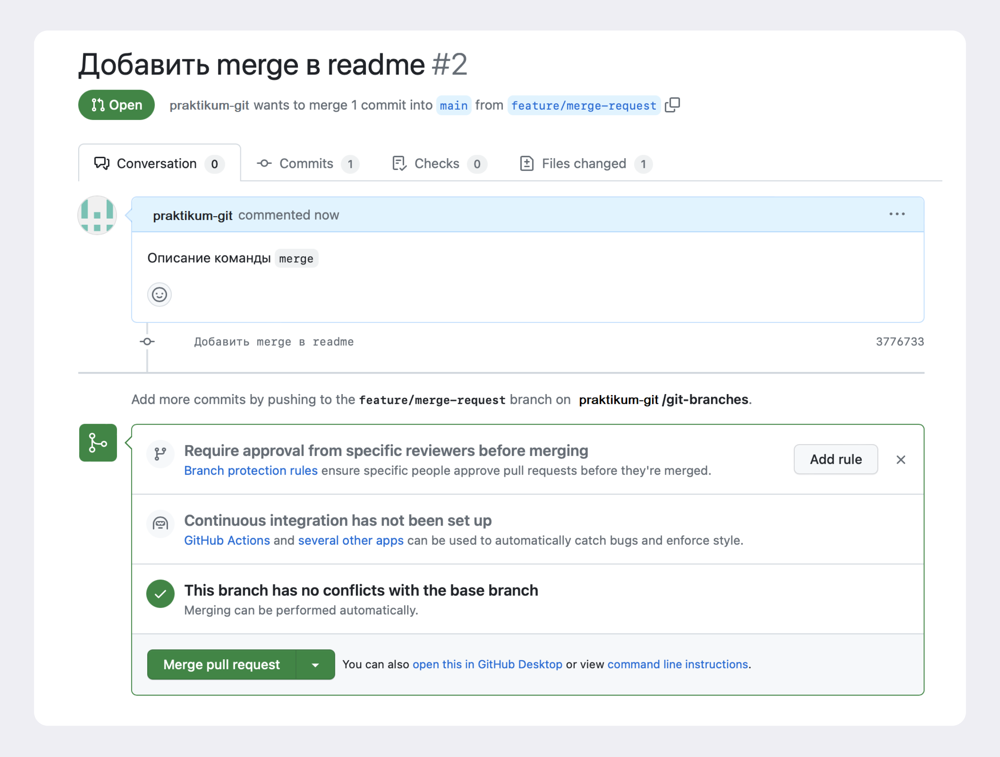 Добавить merge в readme #2
Open praktikum-git wants to merge 1 commit into main from feature/merge-request
Conversation 0 Commits 1 Checks 0 Files changed 1
praktikum-git commented now ...
Описание команды merge
Добавить merge в readme 3776733
Add more commits by pushing to the feature/merge-request branch on praktikum-git /git-branches.
Require approval from specific reviewers before merging
Branch protection rules ensure specific people approve pull requests before they're merged.
Add rule
Continuous integration has not been set up
GitHub Actions and several other apps can be used to automatically catch bugs and enforce style.
This branch has no conflicts with the base branch
Merging can be performed automatically.
Merge pull request You can also open this in GitHub Desktop or view command line instructions.